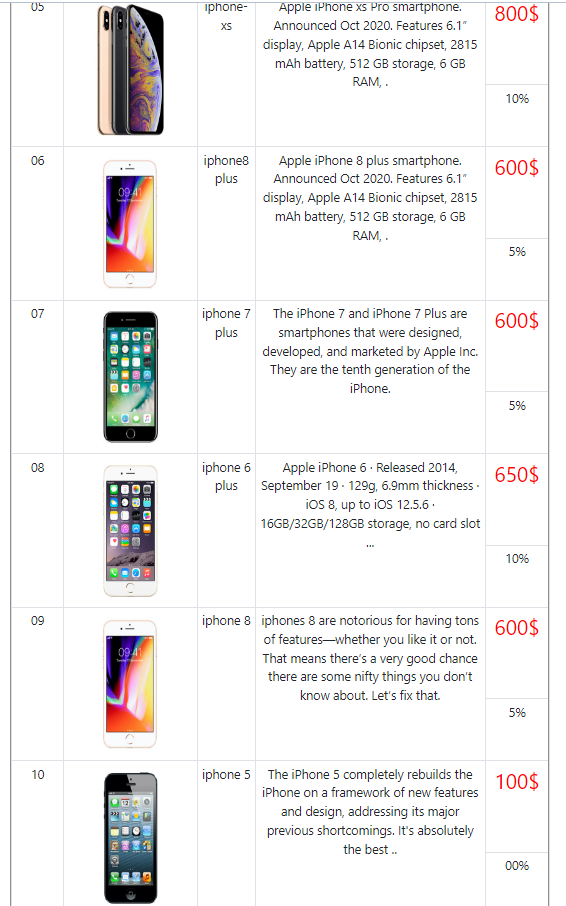 05
iphone-
xs
Apple iPhone xs Pro smartphone.
Announced Oct 2020. Features 6.1″
display, Apple A14 Bionic chipset, 2815
mAh battery, 512 GB storage, 6 GB
RAM, .
800$
10%
06
iphone8
plus
Apple iPhone 8 plus smartphone.
Announced Oct 2020. Features 6.1″
display, Apple A14 Bionic chipset, 2815
mAh battery, 512 GB storage, 6 GB
RAM, .
600$
5%
07
iphone 7
plus
The iPhone 7 and iPhone 7 Plus are
smartphones that were designed,
developed, and marketed by Apple Inc.
They are the tenth generation of the
iPhone.
600$
5%
08
iphone 6
plus
Apple iPhone 6 · Released 2014,
September 19 · 129g, 6.9mm thickness ·
iOS 8, up to iOS 12.5.6 ·
16GB/32GB/128GB storage, no card slot
...
650$
10%
09
09:41
iphone 8
iphones 8 are notorious for having tons
of features—whether you like it or not.
That means there's a very good chance
there are some nifty things you don't
know about. Let's fix that.
600$
5%
10
iphone 5
The iPhone 5 completely rebuilds the
iPhone on a framework of new features
and design, addressing its major
previous shortcomings. It's absolutely
the best ..
100$
00%